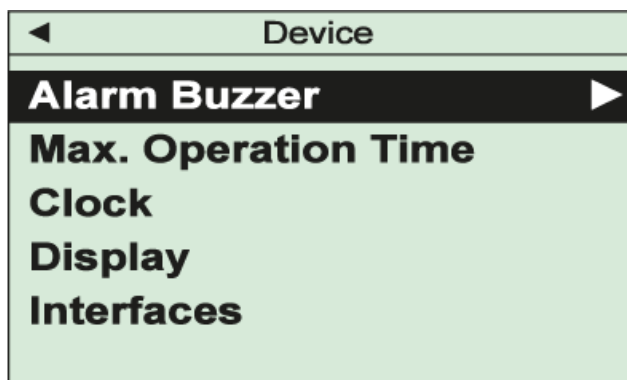 Device
Alarm Buzzer
Max. Operation Time
Clock
Display
Interfaces